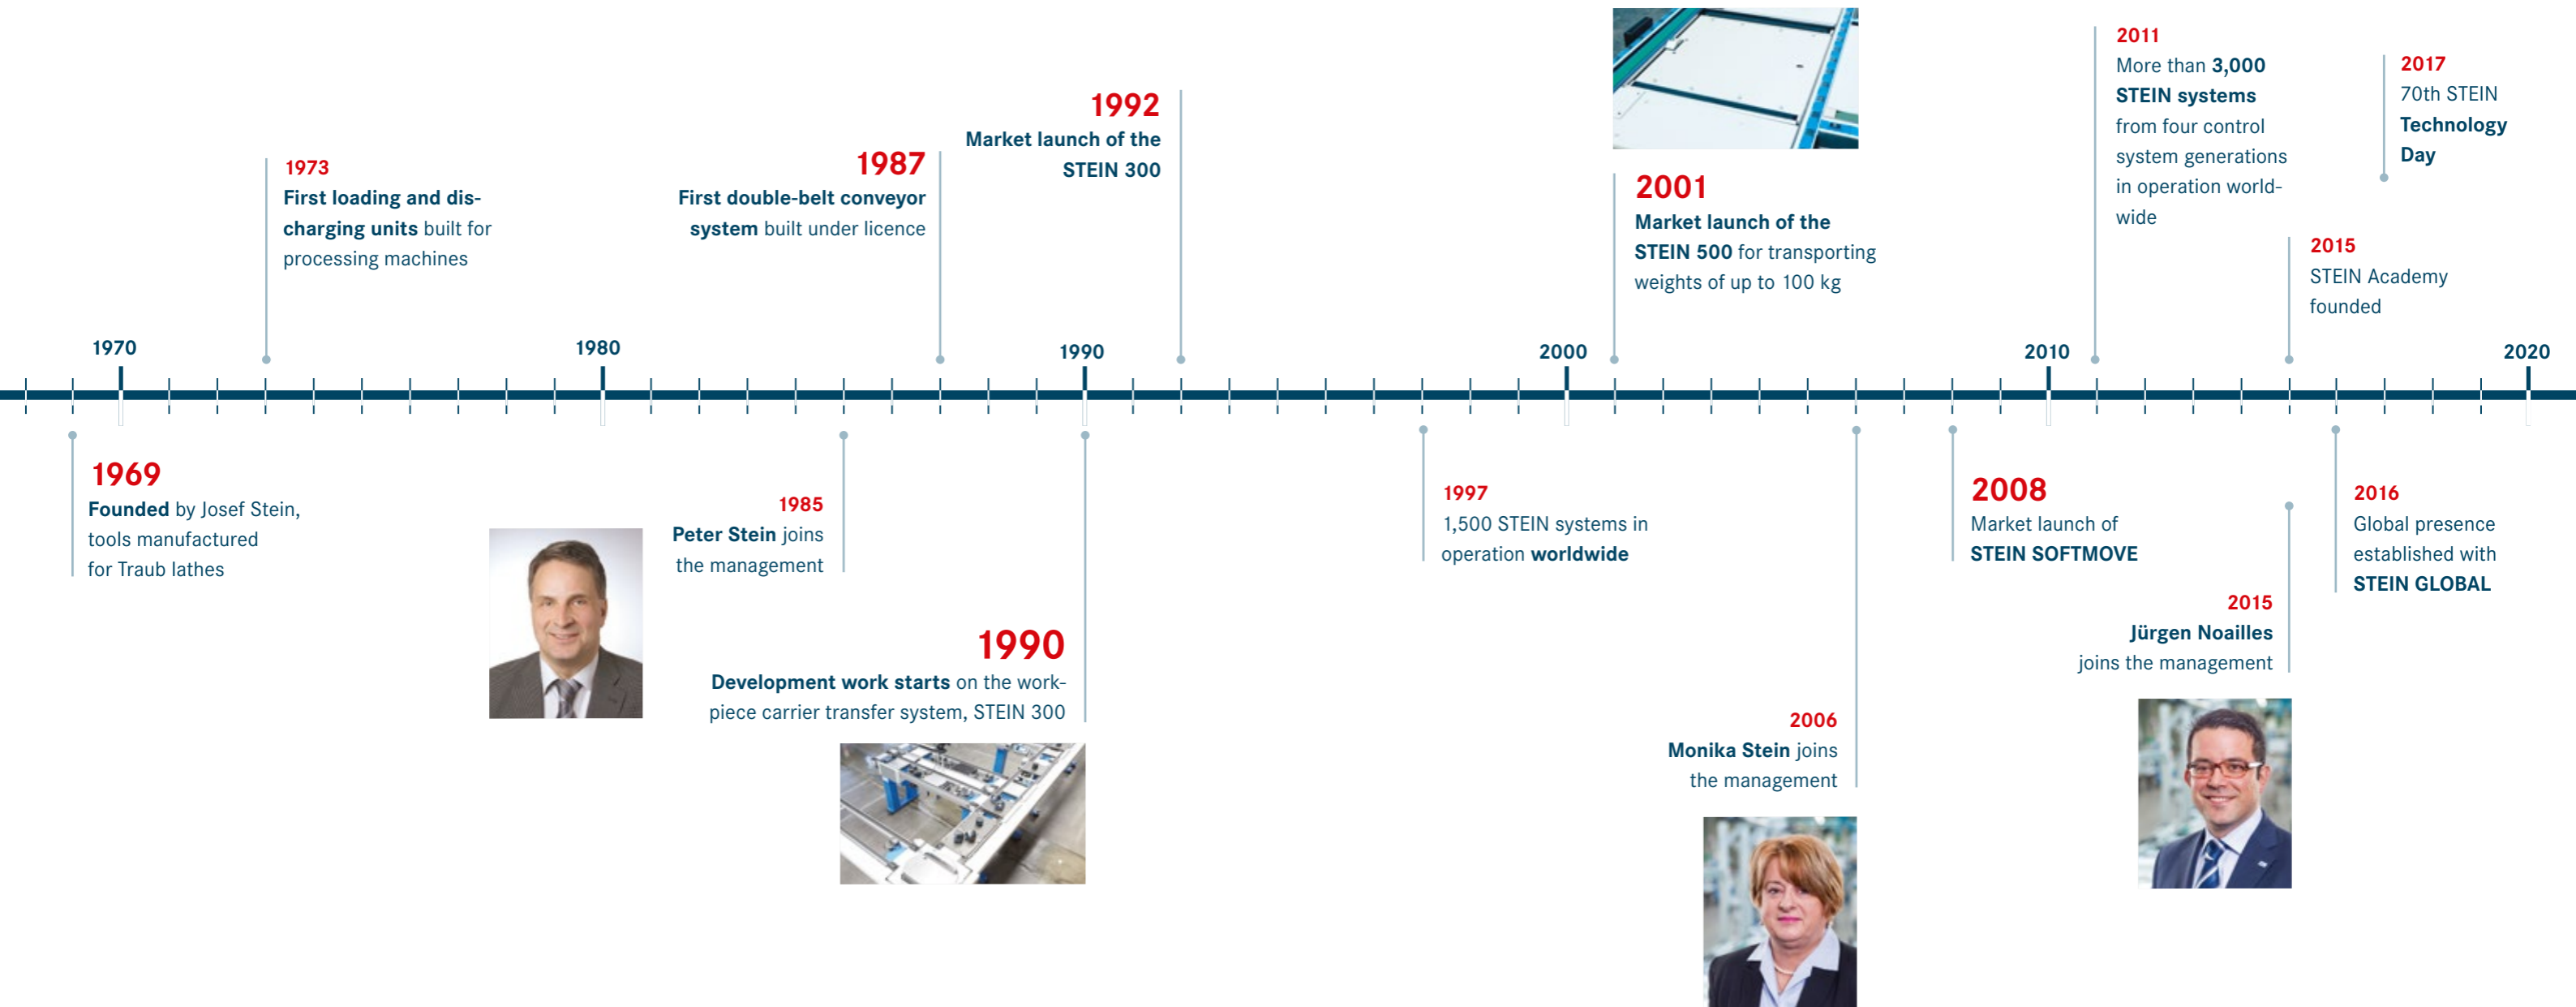 1973
First loading and dis-
charging units built for
processing machines
1987
First double-belt conveyor
system built under licence
1992
Market launch of the
STEIN 300
2001
Market launch of the
STEIN 500 for transporting
weights of up to 100 kg
2011
More than 3,000
STEIN systems
from four control
system generations
in operation world-
wide
2017
70th STEIN
Technology
Day
2015
STEIN Academy
founded
1970
1980
1990
2000
2010
2020
1969
Founded by Josef Stein,
tools manufactured
for Traub lathes
1985
Peter Stein joins
the management
1990
Development work starts on the work-
piece carrier transfer system, STEIN 300
1997
1,500 STEIN systems in
operation worldwide
2006
Monika Stein joins
the management
2008
Market launch of
STEIN SOFTMOVE
2015
Jürgen Noailles
joins the management
2016
Global presence
established with
STEIN GLOBAL